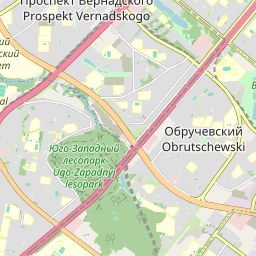 Проспект Вернадского
Prospekt Vernadskogo
Обручевский
Obrutschewski
Юго-Западный
лесопарк
Ugo-Zapadnyj
lesopark